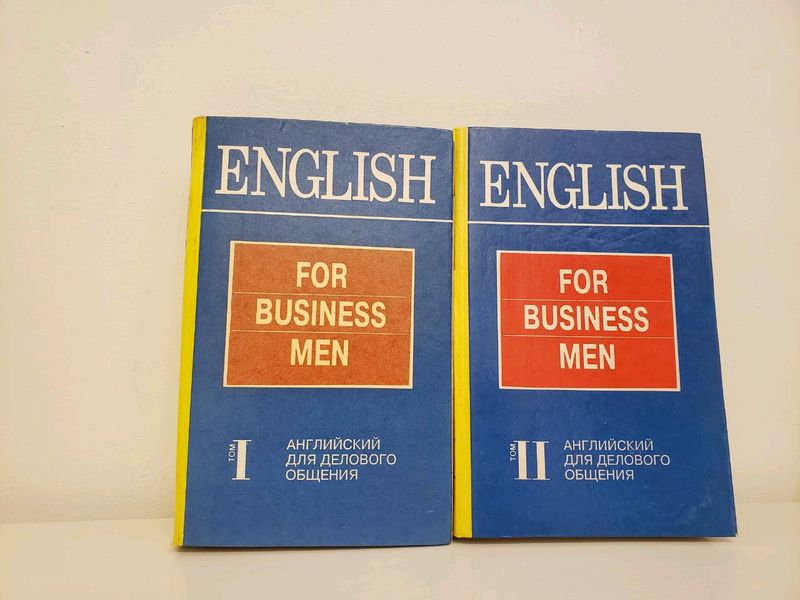 ENGLISH
FOR
BUSINESS
MEN
ТОМ I
АНГЛИЙСКИЙ
ДЛЯ ДЕЛОВОГО
ОБЩЕНИЯ
ENGLISH
FOR
BUSINESS
MEN
ТОМ II
АНГЛИЙСКИЙ
ДЛЯ ДЕЛОВОГО
ОБЩЕНИЯ